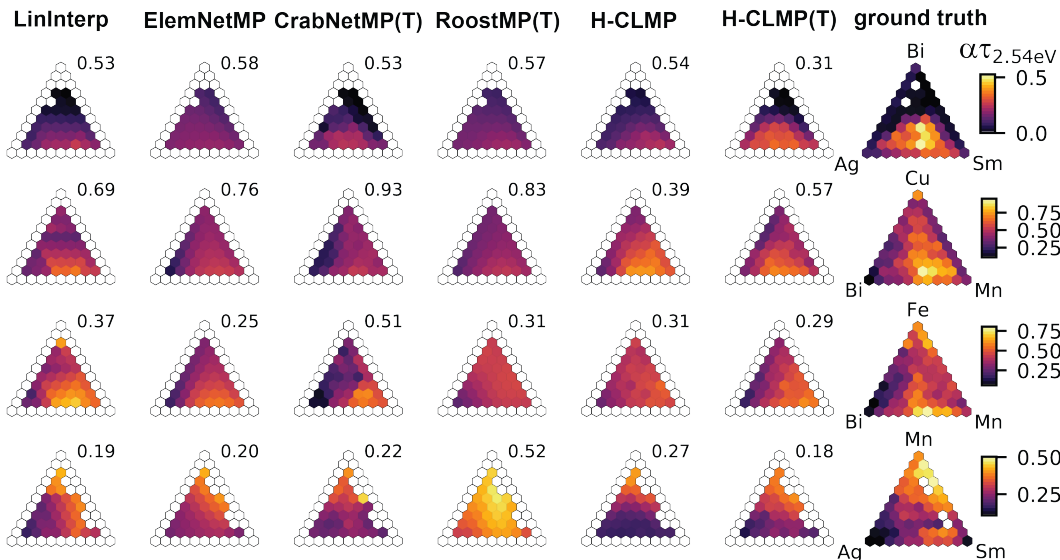 LinInterp ElemNetMP CrabNetMP(T) RoostMP(T) H-CLMP H-CLMP(T) ground truth
0.53 0.58 0.53 0.57 0.54 0.31 Bi ατ2.54eV
0.5
0.0
Ag Sm
0.69 0.76 0.93 0.83 0.39 0.57 Cu
0.75
0.50
0.25
Bi Mn
0.37 0.25 0.51 0.31 0.31 0.29 Fe
0.75
0.50
0.25
Bi Mn
0.19 0.20 0.22 0.52 0.27 0.18 Mn
0.50
0.25
Ag Sm